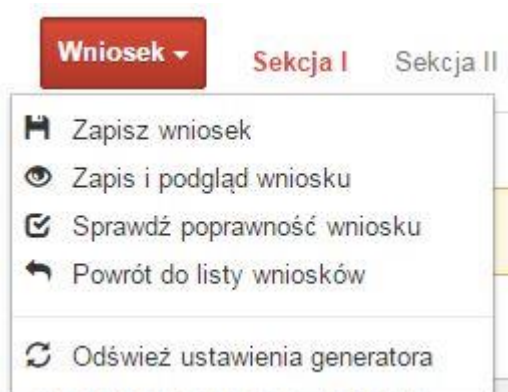 Wniosek Sekcja I Sekcja II
Zapisz wniosek
Zapis i podgląd wniosku
Sprawdź poprawność wniosku
Powrót do listy wniosków
Odśwież ustawienia generatora